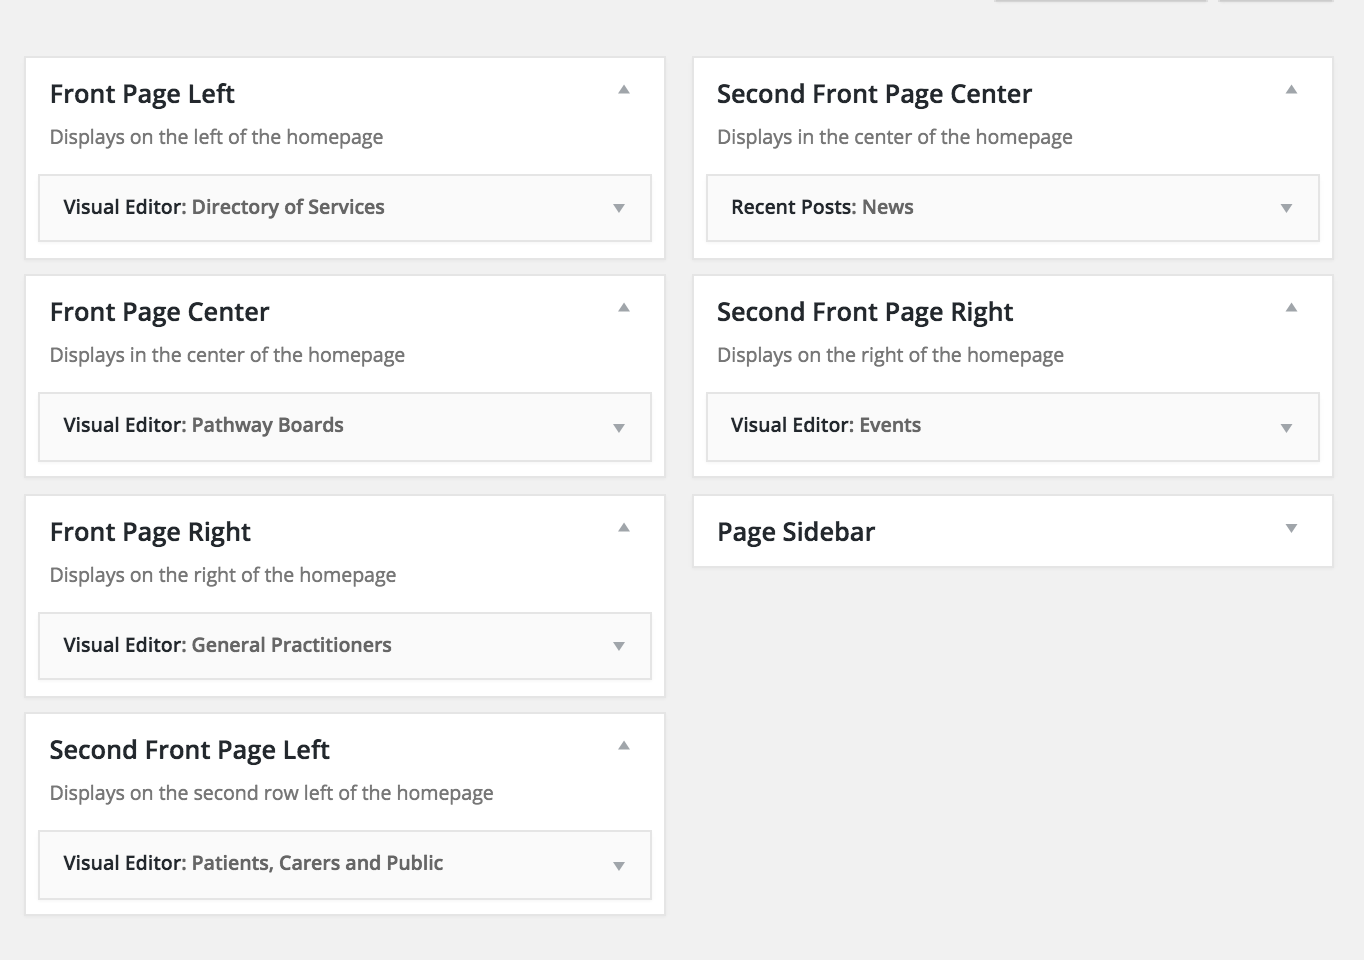 Front Page Left
Displays on the left of the homepage
Visual Editor: Directory of Services
Front Page Center
Displays in the center of the homepage
Visual Editor: Pathway Boards
Front Page Right
Displays on the right of the homepage
Visual Editor: General Practitioners
Second Front Page Left
Displays on the second row left of the homepage
Visual Editor: Patients, Carers and Public
Second Front Page Center
Displays in the center of the homepage
Recent Posts: News
Second Front Page Right
Displays on the right of the homepage
Visual Editor: Events
Page Sidebar